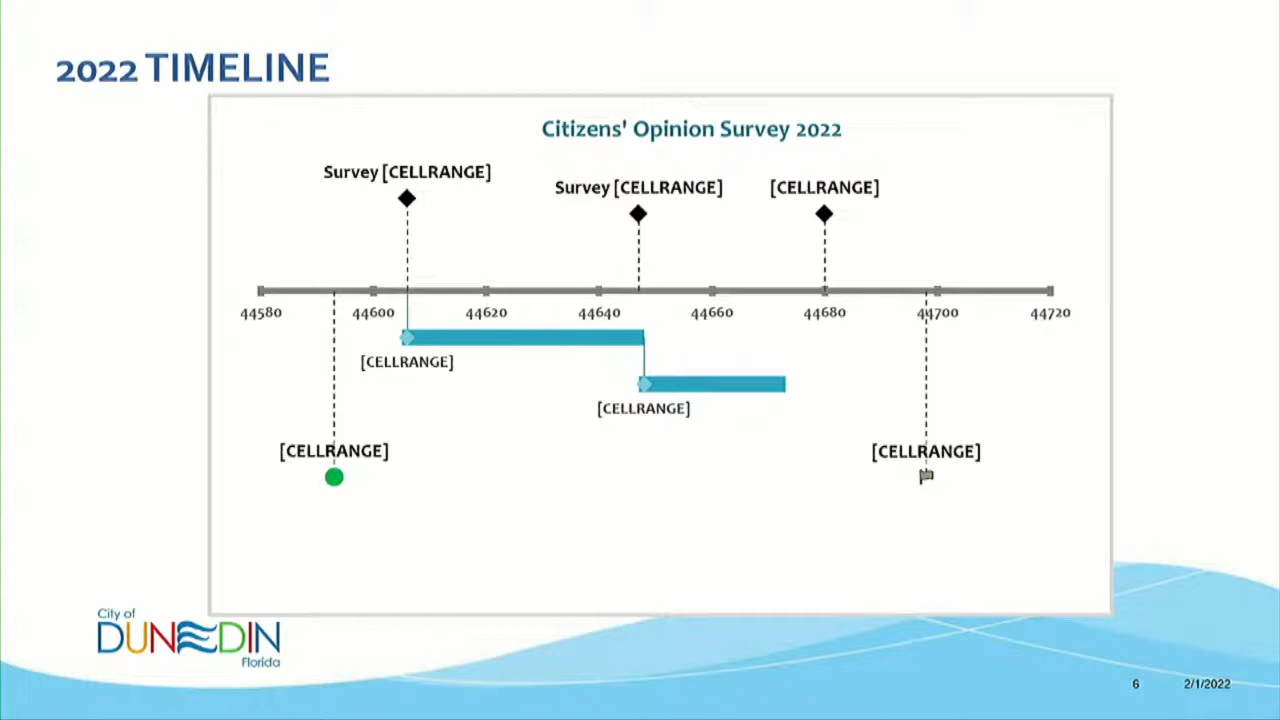 2022 TIMELINE
Citizens' Opinion Survey 2022
Survey [CELLRANGE]
Survey [CELLRANGE]
[CELLRANGE]
44580 44600 44620 44640 44660 44680 44700 44720
[CELLRANGE]
[CELLRANGE]
[CELLRANGE]
[CELLRANGE]
City of
DUNEDIN
Florida
6
2/1/2022